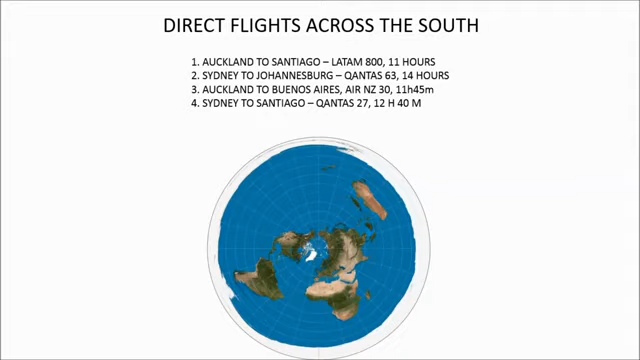 DIRECT FLIGHTS ACROSS THE SOUTH
1. AUCKLAND TO SANTIAGO – LATAM 800, 11 HOURS
2. SYDNEY TO JOHANNESBURG – QANTAS 63, 14 HOURS
3. AUCKLAND TO BUENOS AIRES, AIR NZ 30, 11h45m
4. SYDNEY TO SANTIAGO – QANTAS 27, 12 H 40 M